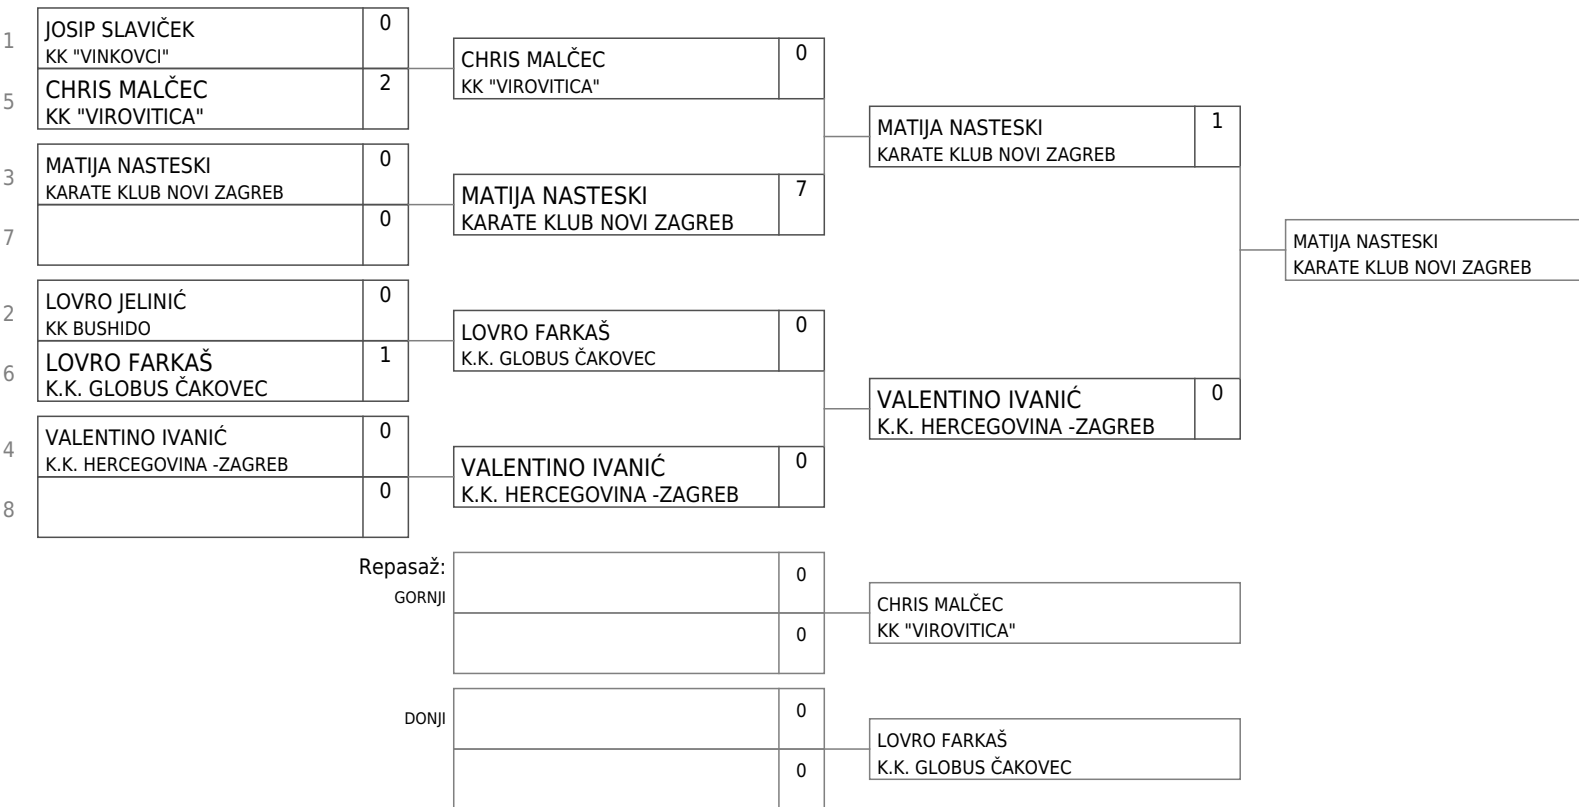 1
JOSIP SLAVIČEK
KK "VINKOVCI"
0
5
CHRIS MALČEC
KK "VIROVITICA"
2
3
MATIJA NASTESKI
KARATE KLUB NOVI ZAGREB
0
7
0
2
LOVRO JELINIĆ
KK BUSHIDO
0
6
LOVRO FARKAŠ
K.K. GLOBUS ČAKOVEC
1
4
VALENTINO IVANIĆ
K.K. HERCEGOVINA -ZAGREB
0
8
0
CHRIS MALČEC
KK "VIROVITICA"
0
MATIJA NASTESKI
KARATE KLUB NOVI ZAGREB
7
LOVRO FARKAŠ
K.K. GLOBUS ČAKOVEC
0
VALENTINO IVANIĆ
K.K. HERCEGOVINA -ZAGREB
0
MATIJA NASTESKI
KARATE KLUB NOVI ZAGREB
1
VALENTINO IVANIĆ
K.K. HERCEGOVINA -ZAGREB
0
MATIJA NASTESKI
KARATE KLUB NOVI ZAGREB
Repasaž:
GORNJI
0
0
CHRIS MALČEC
KK "VIROVITICA"
DONJI
0
0
LOVRO FARKAŠ
K.K. GLOBUS ČAKOVEC